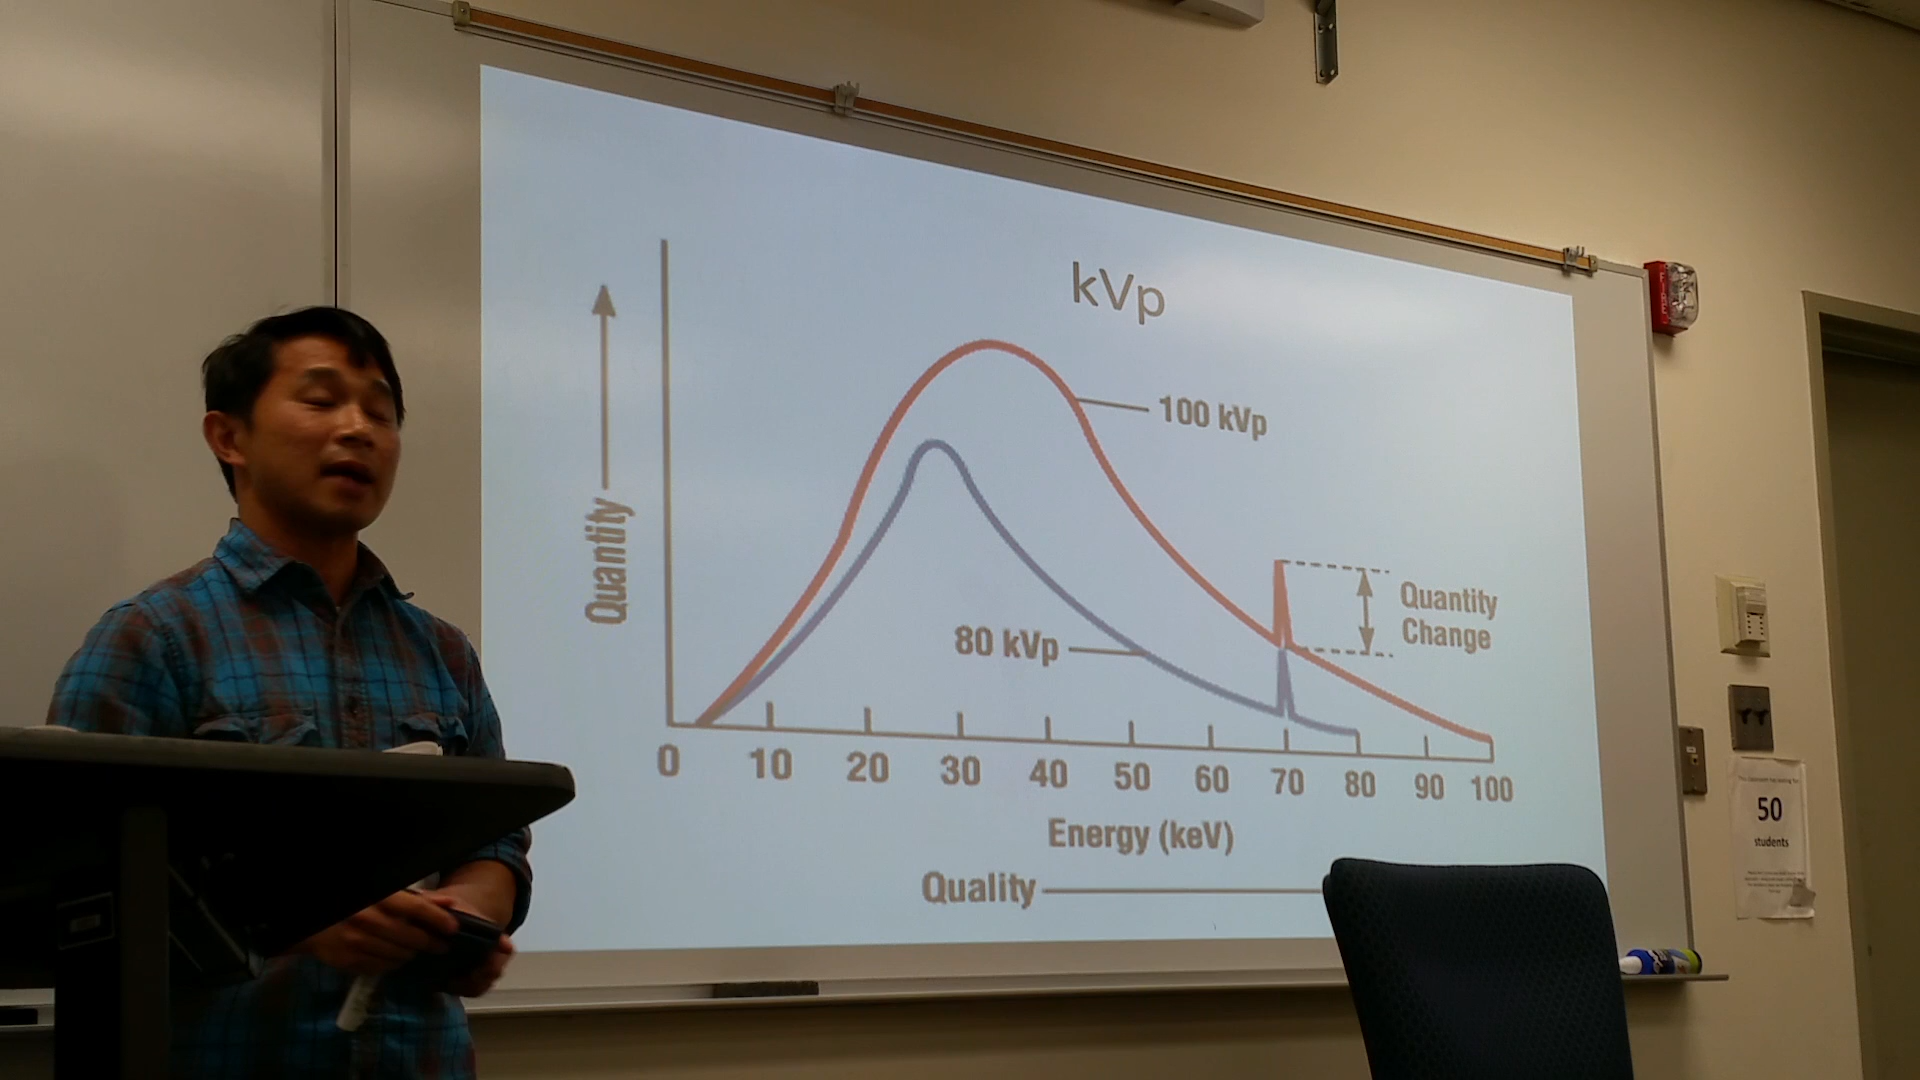 kVp
Quantity
100 kVp
80 kVp
Quantity
Change
0 10 20 30 40 50 60 70 80 90 100
Energy (keV)
Quality
50
students